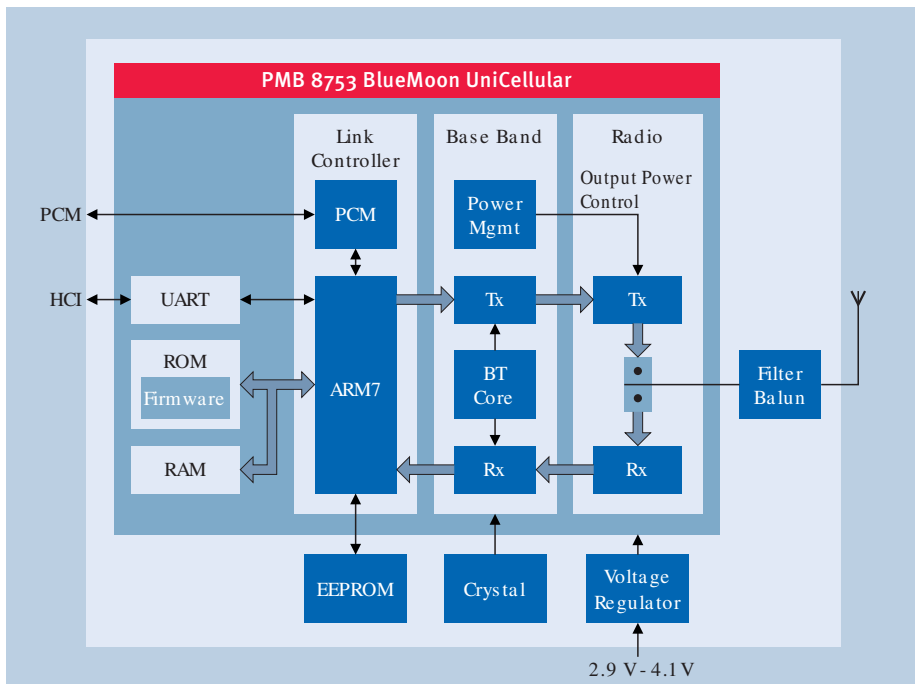 PMB 8753 BlueMoon UniCellular
Link
Controller
Base Band
Radio
Output Power
Control
PCM
PCM
Power
Mgmt
HCI
UART
Tx
Tx
ROM
Firmware
ARM7
BT
Core
Filter
Balun
RAM
Rx
Rx
EEPROM
Crystal
Voltage
Regulator
2.9 V- 4.1V